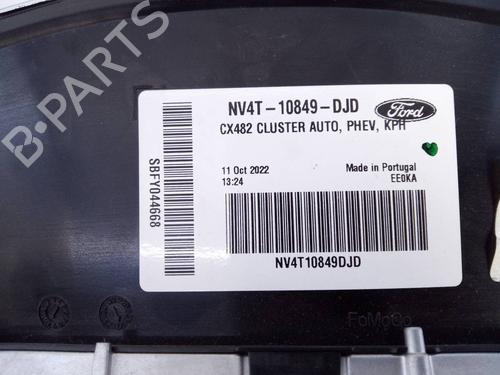 B-PARTS
NV4T-10849-DJD
Ford
CX482 CLUSTER AUTO, PHEV, KPH
11 Oct 2022
Made in Portugal
13:24
EE0KA
SBFY044668
NV4T10849DJD
FoMoCo